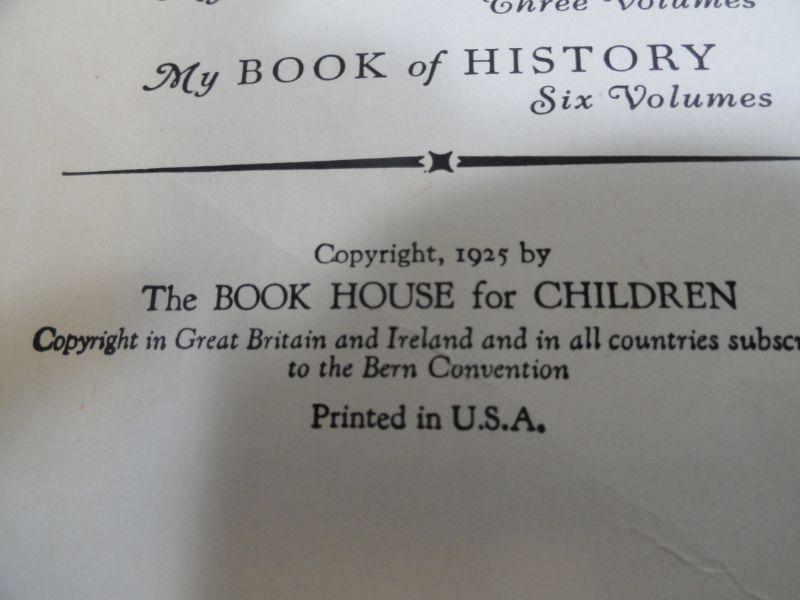 Three Volumes
My BOOK of HISTORY
Six Volumes
Copyright, 1925 by
The BOOK HOUSE for CHILDREN
Copyright in Great Britain and Ireland and in all countries
to the Bern Convention
Printed in U.S.A.